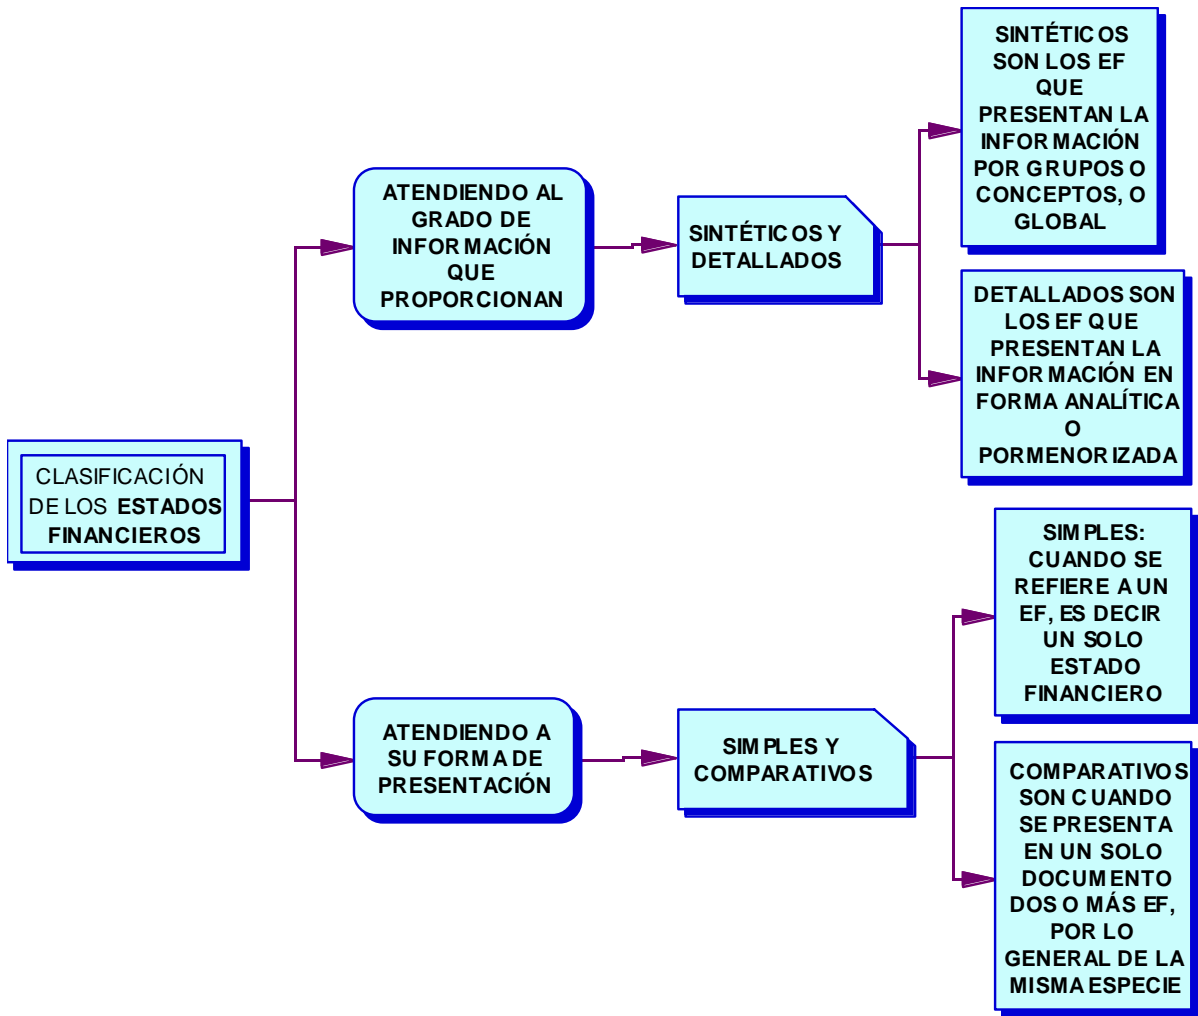 CLASIFICACIÓN
DE LOS ESTADOS
FINANCIEROS
ATENDIENDO AL
GRADO DE
INFORMACIÓN
QUE
PROPORCIONAN
SINTÉTICOS Y
DETALLADOS
SINTÉTICOS
SON LOS EF
QUE
PRESENTAN LA
INFORMACIÓN
POR GRUPOS O
CONCEPTOS, O
GLOBAL
DETALLADOS SON
LOS EF QUE
PRESENTAN LA
INFORMACIÓN EN
FORMA ANALÍTICA
O
PORMENORIZADA
ATENDIENDO A
SU FORMA DE
PRESENTACIÓN
SIMPLES Y
COMPARATIVOS
SIMPLES:
CUANDO SE
REFIERE A UN
EF, ES DECIR
UN SOLO
ESTADO
FINANCIERO
COMPARATIVOS
SON CUANDO
SE PRESENTA
EN UN SOLO
DOCUMENTO
DOS O MÁS EF,
POR LO
GENERAL DE LA
MISMA ESPECIE